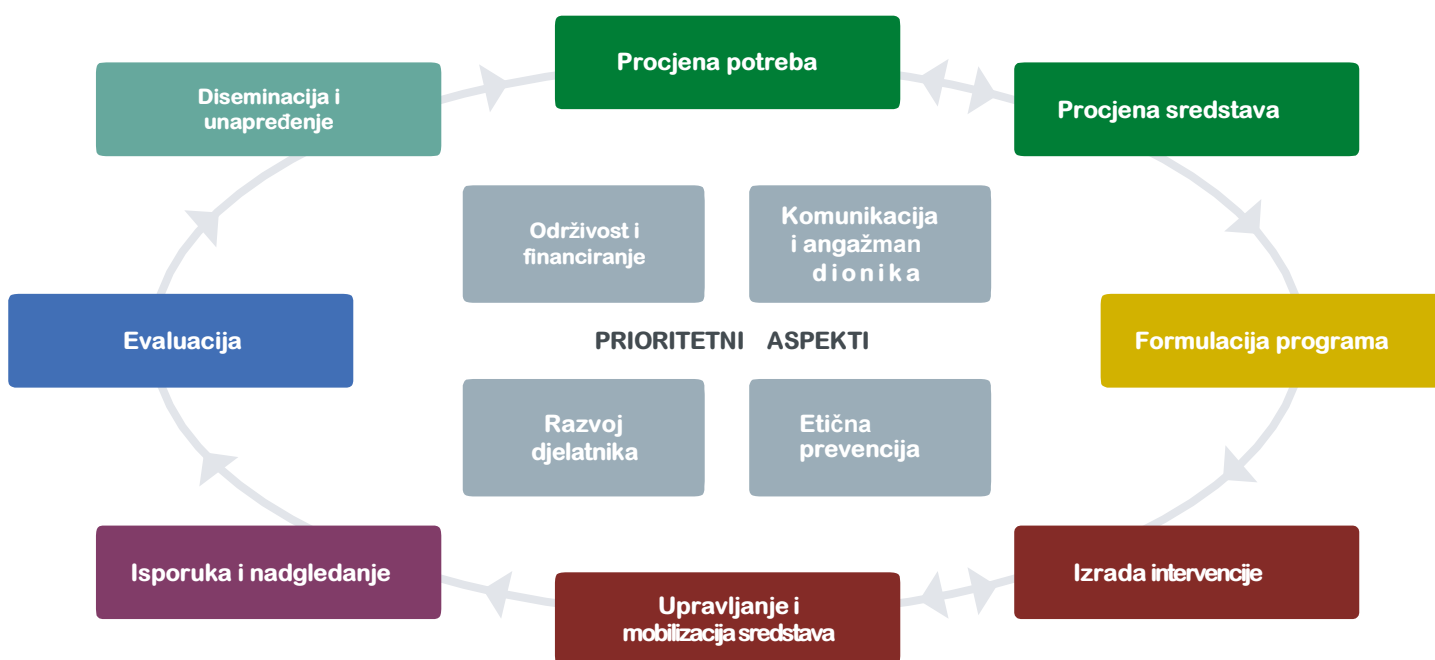 Procjena potreba
Diseminacija i
unapređenje
Procjena sredstava
Održivost i
financiranje
Komunikacija
i angažman
dionika
Evaluacija
PRIORITETNI ASPEKTI
Formulacija programa
Razvoj
djelatnika
Etična
prevencija
Isporuka i nadgledanje
Izrada intervencije
Upravljanje i
mobilizacija sredstava